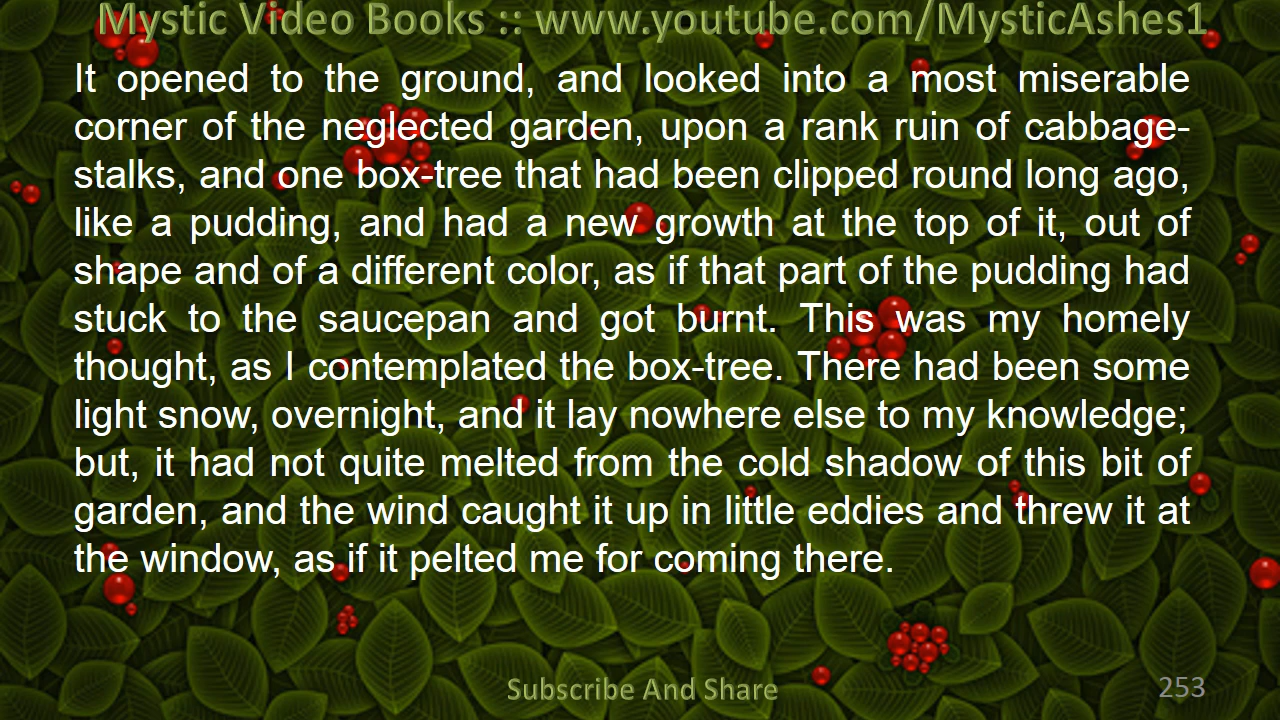 Mystic Video Books :: www.youtube.com/MysticAshes1
It opened to the ground, and looked into a most miserable
corner of the neglected garden, upon a rank ruin of cabbage-
stalks, and one box-tree that had been clipped round long ago,
like a pudding, and had a new growth at the top of it, out of
shape and of a different color, as if that part of the pudding had
stuck to the saucepan and got burnt. This was my homely
thought, as I contemplated the box-tree. There had been some
light snow, overnight, and it lay nowhere else to my knowledge;
but, it had not quite melted from the cold shadow of this bit of
garden, and the wind caught it up in little eddies and threw it at
the window, as if it pelted me for coming there.
Subscribe And Share
253